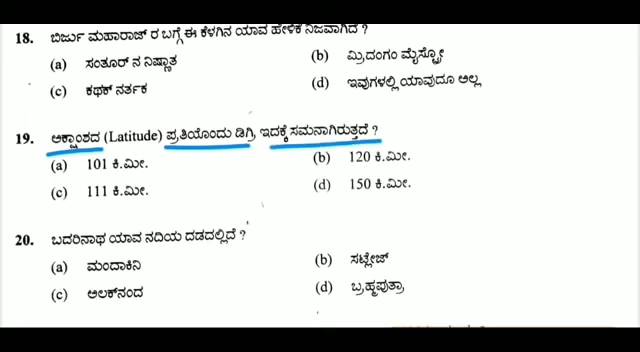 18. ಬಿರ್ಜು ಮಹಾರಾಜ್ ರ ಬಗ್ಗೆ ಈ ಕೆಳಗಿನ ಯಾವ ಹೇಳಿಕೆ ನಿಜವಾಗಿದೆ ?
(a) ಸಂತೂರ್ ನ ನಿಷ್ಣಾತ (b) ಮ್ರಿದಂಗಂ ಮೈಸ್ಟ್ರೋ
(c) ಕಥಕ್ ನರ್ತಕ (d) ಇವುಗಳಲ್ಲಿ ಯಾವುದೂ ಅಲ್ಲ
19. ಅಕ್ಷಾಂಶದ (Latitude) ಪ್ರತಿಯೊಂದು ಡಿಗ್ರಿ ಇದಕ್ಕೆ ಸಮನಾಗಿರುತ್ತದೆ ?
(a) 101 ಕಿ.ಮೀ. (b) 120 ಕಿ.ಮೀ.
(c) 111 ಕಿ.ಮೀ. (d) 150 ಕಿ.ಮೀ.
20. ಬದರಿನಾಥ ಯಾವ ನದಿಯ ದಡದಲ್ಲಿದೆ ?
(a) ಮಂದಾಕಿನಿ (b) ಸಟ್ಲೇಜ್
(c) ಅಲಕ್‌ನಂದ (d) ಬ್ರಹ್ಮಪುತ್ರಾ